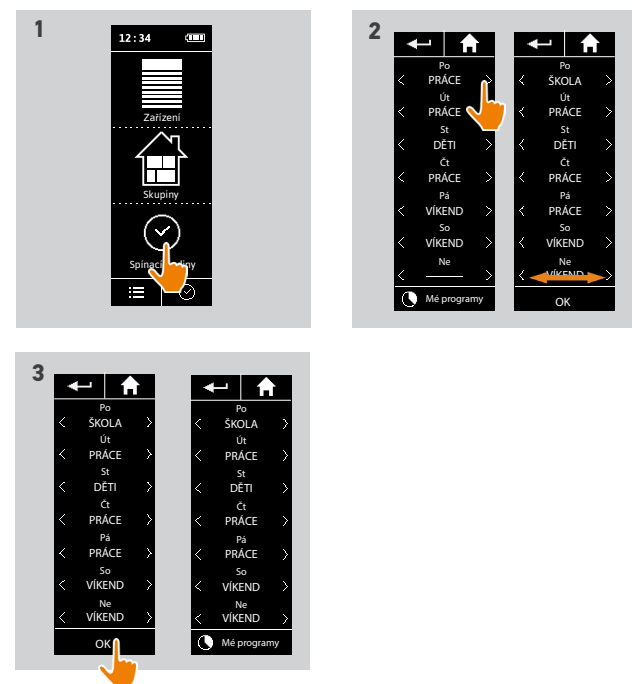 1
12:34
Zařízení
Skupiny
Spínací hodiny
2
Po
PRÁCE
Út
PRÁCE
St
DĚTI
Čt
PRÁCE
Pá
VÍKEND
So
VÍKEND
Ne
Mé programy
Po
ŠKOLA
Út
PRÁCE
St
DĚTI
Čt
PRÁCE
Pá
PRÁCE
So
VÍKEND
Ne
VÍKEND
OK
3
Po
ŠKOLA
Út
PRÁCE
St
DĚTI
Čt
PRÁCE
Pá
PRÁCE
So
VÍKEND
Ne
VÍKEND
OK
Po
ŠKOLA
Út
PRÁCE
St
DĚTI
Čt
PRÁCE
Pá
PRÁCE
So
VÍKEND
Ne
VÍKEND
Mé programy